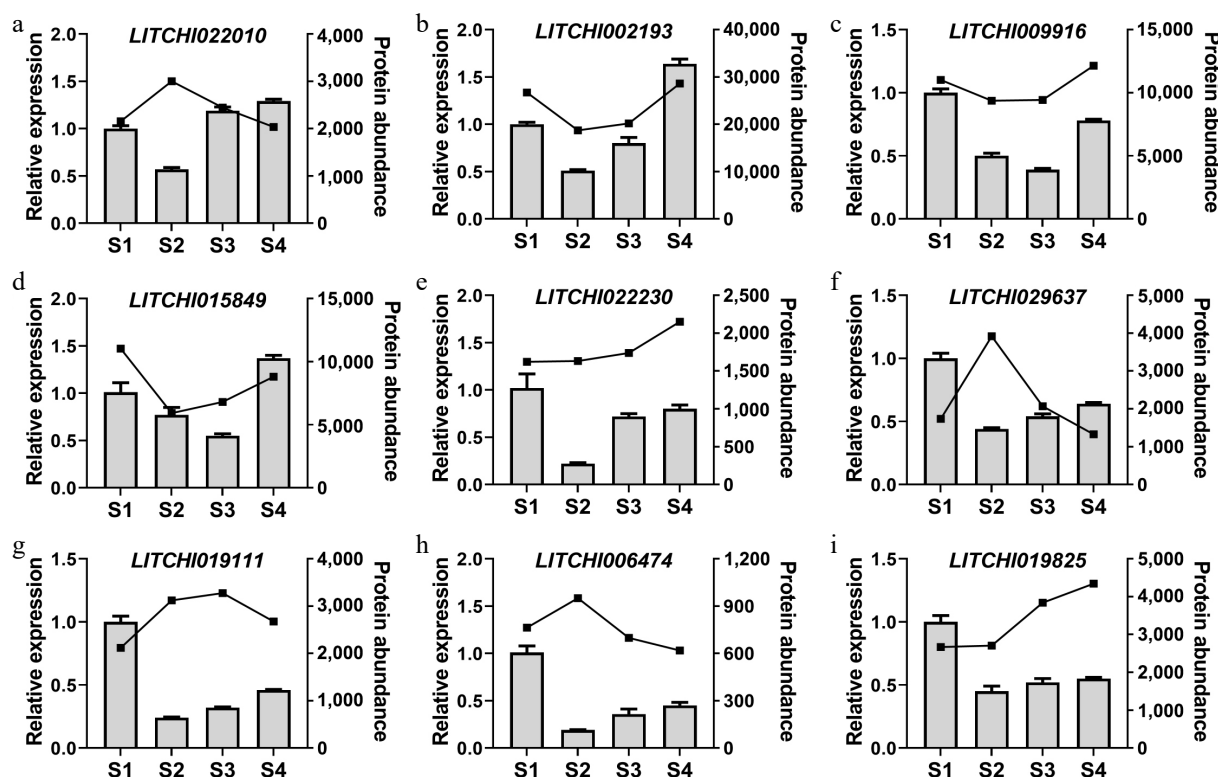 a
LITCHI022010
Relative expression
2.0
1.5
1.0
0.5
0.0
4,000
3,000
2,000
1,000
0
Protein abundance
S1 S2 S3 S4
b
LITCHI002193
Relative expression
2.0
1.5
1.0
0.5
0.0
40,000
30,000
20,000
10,000
0
Protein abundance
S1 S2 S3 S4
c
LITCHI009916
Relative expression
1.5
1.0
0.5
0.0
15,000
10,000
5,000
0
Protein abundance
S1 S2 S3 S4
d
LITCHI015849
Relative expression
2.0
1.5
1.0
0.5
0.0
15,000
10,000
5,000
0
Protein abundance
S1 S2 S3 S4
e
LITCHI022230
Relative expression
2.0
1.5
1.0
0.5
0.0
2,500
2,000
1,500
1,000
500
0
Protein abundance
S1 S2 S3 S4
f
LITCHI029637
Relative expression
1.5
1.0
0.5
0.0
5,000
4,000
3,000
2,000
1,000
0
Protein abundance
S1 S2 S3 S4
g
LITCHI019111
Relative expression
1.5
1.0
0.5
0.0
4,000
3,000
2,000
1,000
0
Protein abundance
S1 S2 S3 S4
h
LITCHI006474
Relative expression
2.0
1.5
1.0
0.5
0.0
1,200
900
600
300
0
Protein abundance
S1 S2 S3 S4
i
LITCHI019825
Relative expression
1.5
1.0
0.5
0.0
5,000
4,000
3,000
2,000
1,000
0
Protein abundance
S1 S2 S3 S4